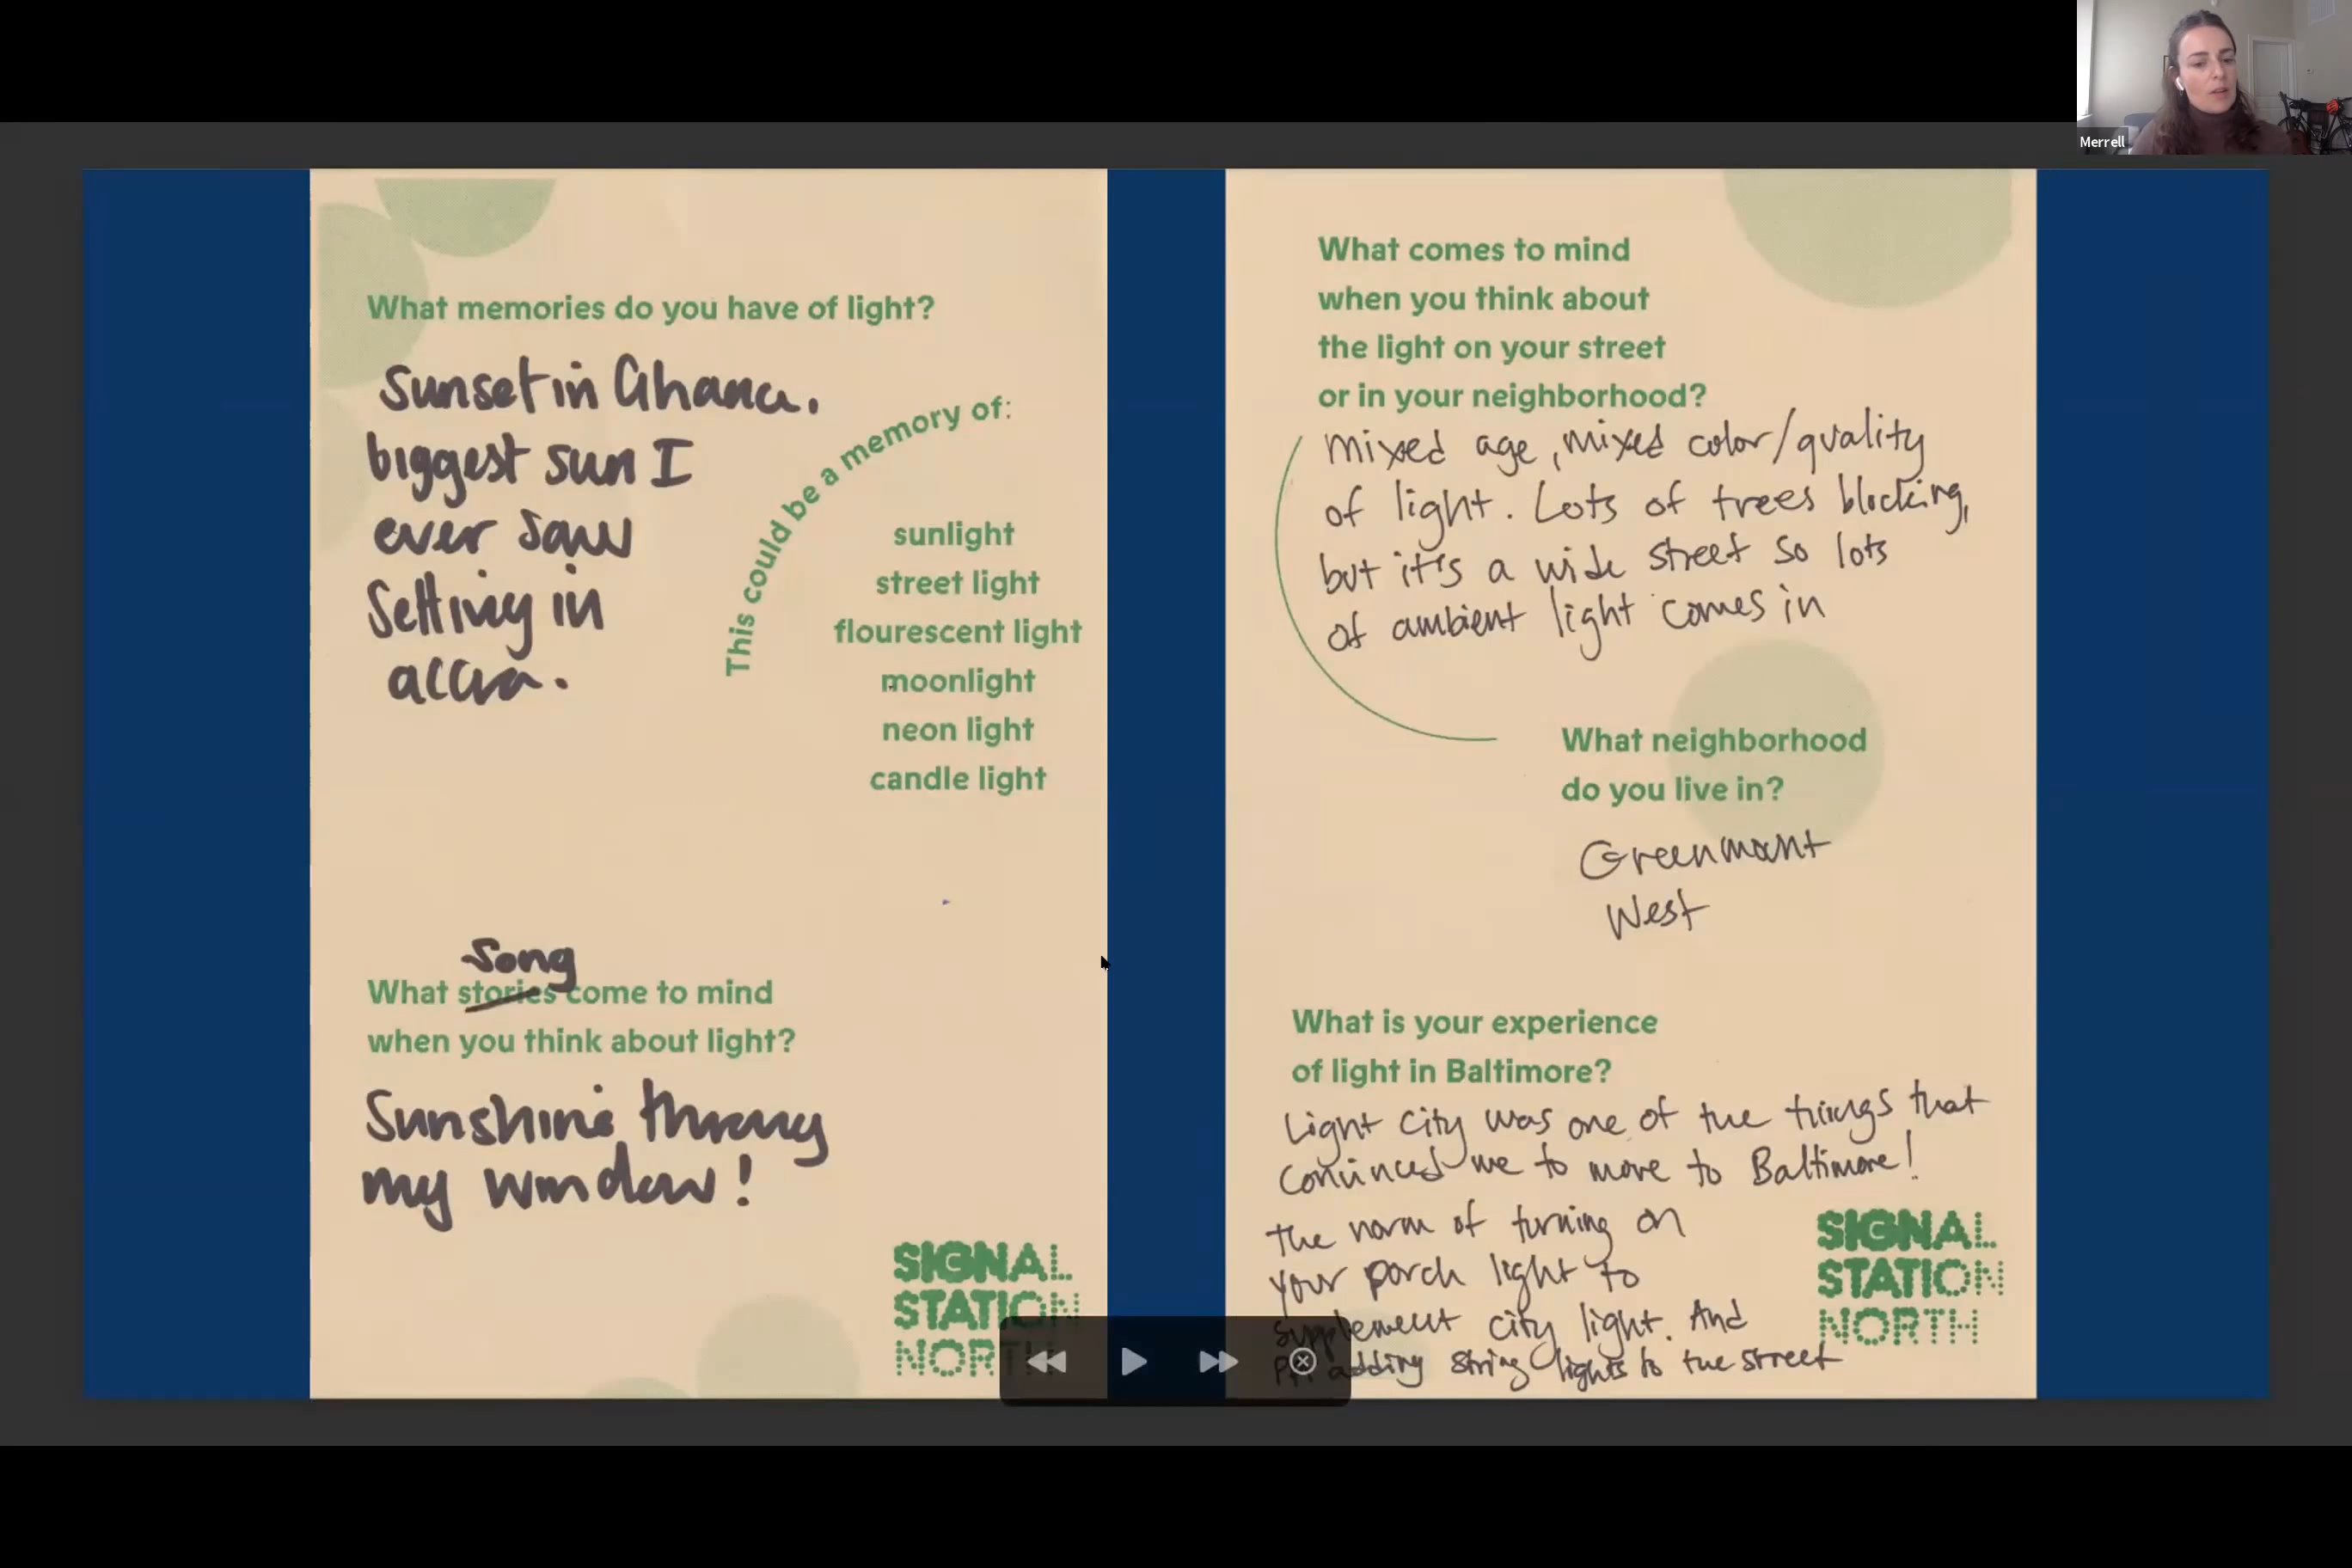 Merrell
What memories do you have of light?
Sunset in Ghana.
biggest sun I
ever saw
Setting in
accra.
This could be a memory of:
sunlight
street light
flourescent light
moonlight
neon light
candle light
Song
What stories come to mind
when you think about light?
Sunshine throug
my window!
SIGNAL
STATION
NORTH
What comes to mind
when you think about
the light on your street
or in your neighborhood?
mixed age, mixed color/quality
of light. Lots of trees blocking,
but it's a wide street so lots
of ambient light comes in
What neighborhood
do you live in?
Greenmount
West
What is your experience
of light in Baltimore?
Light City was one of the things that
convinced me to move to Baltimore!
the norm of turning on
your porch light to
supplement city light. And
adding string lights to the street
SIGNAL
STATION
NORTH